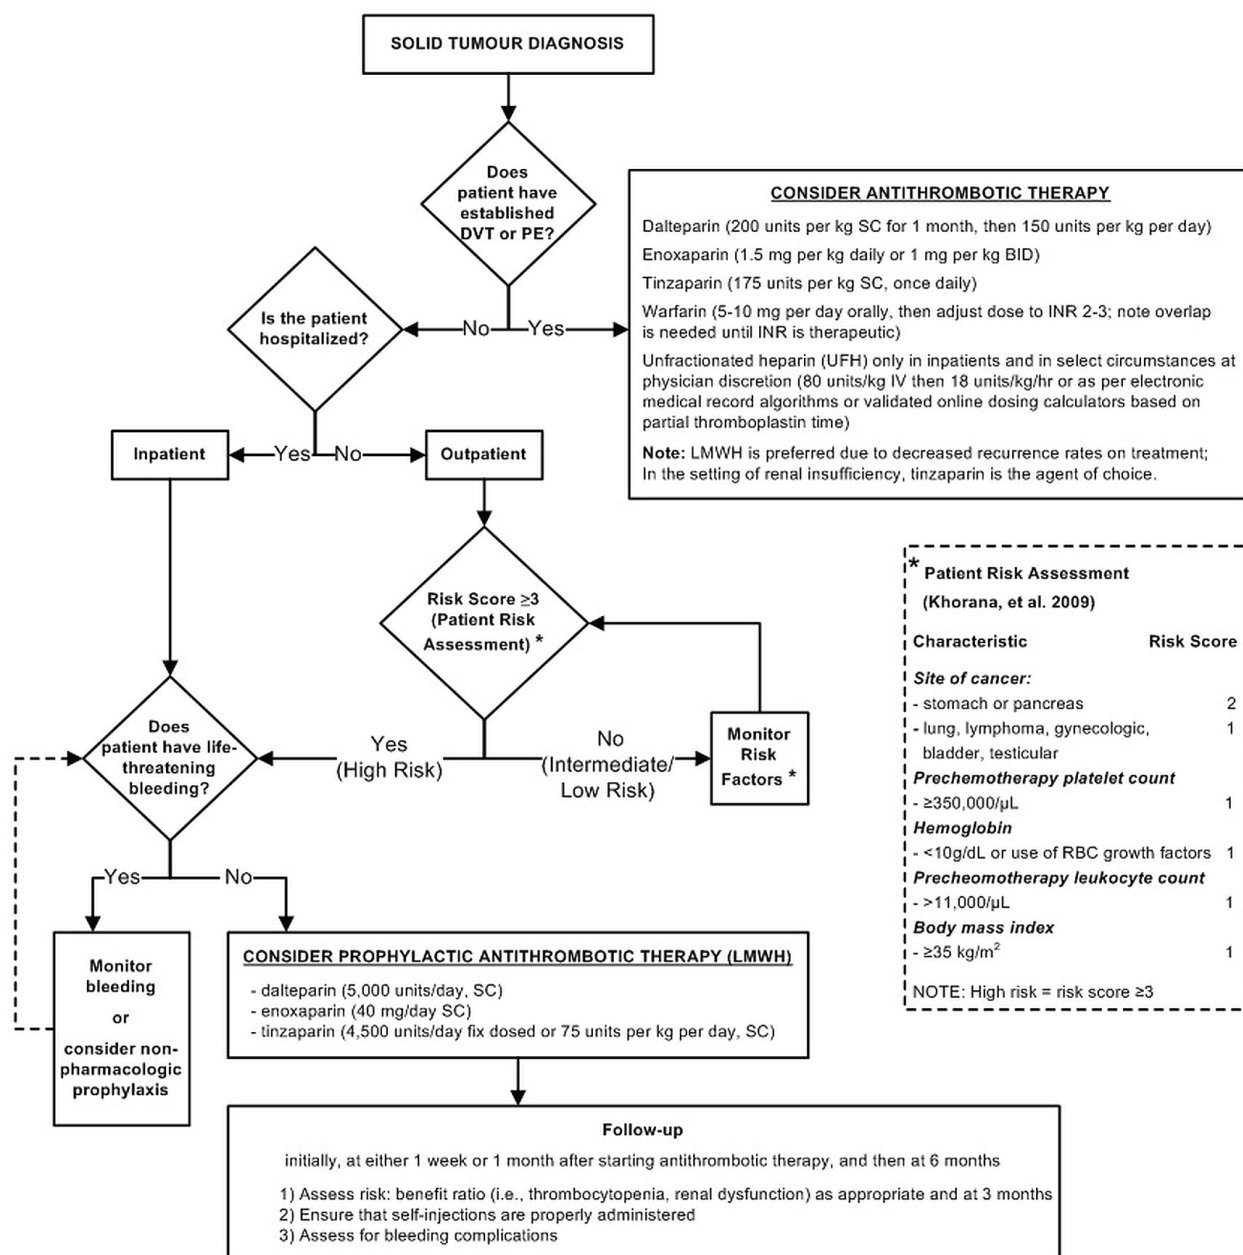 SOLID TUMOUR DIAGNOSIS
Does
patient have
established
DVT or PE?
No
Yes
CONSIDER ANTITHROMBOTIC THERAPY
Dalteparin (200 units per kg SC for 1 month, then 150 units per kg per day)
Enoxaparin (1.5 mg per kg daily or 1 mg per kg BID)
Tinzaparin (175 units per kg SC, once daily)
Warfarin (5-10 mg per day orally, then adjust dose to INR 2-3; note overlap
is needed until INR is therapeutic)
Unfractionated heparin (UFH) only in inpatients and in select circumstances at
physician discretion (80 units/kg IV then 18 units/kg/hr or as per electronic
medical record algorithms or validated online dosing calculators based on
partial thromboplastin time)
Note: LMWH is preferred due to decreased recurrence rates on treatment;
In the setting of renal insufficiency, tinzaparin is the agent of choice.
Is the patient
hospitalized?
Yes
No
Inpatient
Outpatient
Risk Score ≥3
(Patient Risk
Assessment) *
Yes
(High Risk)
No
(Intermediate/
Low Risk)
Monitor
Risk
Factors *
* Patient Risk Assessment
(Khorana, et al. 2009)
Characteristic Risk Score
Site of cancer:
- stomach or pancreas 2
- lung, lymphoma, gynecologic, 1
bladder, testicular
Prechemotherapy platelet count
- ≥350,000/µL 1
Hemoglobin
- <10g/dL or use of RBC growth factors 1
Precheomotherapy leukocyte count
- >11,000/µL 1
Body mass index
- ≥35 kg/m² 1
NOTE: High risk = risk score ≥3
Does
patient have life-
threatening
bleeding?
Yes
No
Monitor
bleeding
or
consider non-
pharmacologic
prophylaxis
CONSIDER PROPHYLACTIC ANTITHROMBOTIC THERAPY (LMWH)
- dalteparin (5,000 units/day, SC)
- enoxaparin (40 mg/day SC)
- tinzaparin (4,500 units/day fix dosed or 75 units per kg per day, SC)
Follow-up
initially, at either 1 week or 1 month after starting antithrombotic therapy, and then at 6 months
1) Assess risk: benefit ratio (i.e., thrombocytopenia, renal dysfunction) as appropriate and at 3 months
2) Ensure that self-injections are properly administered
3) Assess for bleeding complications